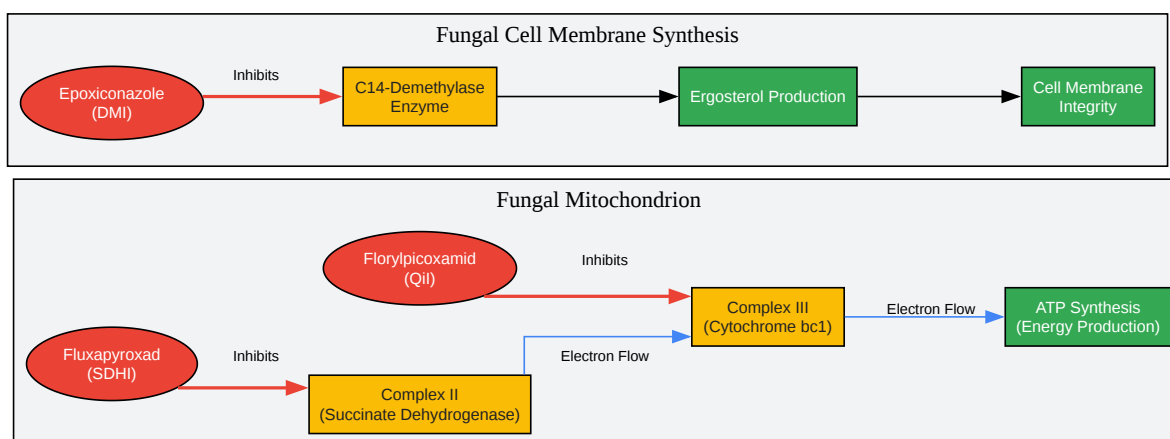 Fungal Cell Membrane Synthesis
Epoxiconazole
(DMI)
Inhibits
C14-Demethylase
Enzyme
Ergosterol Production
Cell Membrane
Integrity
Fungal Mitochondrion
Florylpicoxamid
(QiI)
Inhibits
Complex III
(Cytochrome bc1)
Electron Flow
ATP Synthesis
(Energy Production)
Fluxapyroxad
(SDHI)
Inhibits
Complex II
(Succinate Dehydrogenase)
Electron Flow